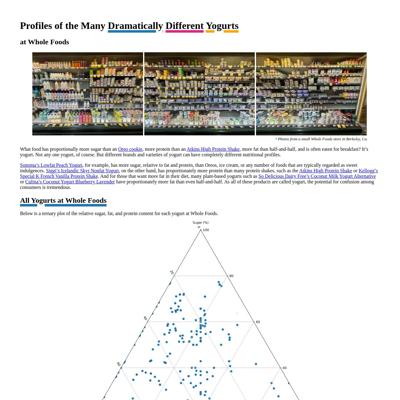 Profiles of the Many Dramatically Different Yogurts
at Whole Foods
* Photos from a small Whole Foods store in Berkeley, Ca.
What food has proportionally more sugar than an Oreo cookie, more protein than an Atkins High Protein Shake, more fat than half-and-half, and is often eaten for breakfast? It's
yogurt. Not any one yogurt, of course. But different brands and varieties of yogurt can have completely different nutritional profiles.
Sonoma's Lowfat Peach Yogurt, for example, has more sugar, relative to fat and protein, than Oreos, ice cream, or any number of foods that are typically regarded as sweet
indulgences. Siggi's Icelandic Skyr Nonfat Yogurt, on the other hand, has proportionately more protein than many protein shakes, such as the Atkins High Protein Shake or Kellogg's
Special K French Vanilla Protein Shake. And for those that want more fat in their diet, many plant-based yogurts such as So Delicious Dairy Free's Coconut Milk Yogurt Alternative
or Culina's Coconut Yogurt Blueberry Lavender have proportionately more fat than even half-and-half. As all of these products are called yogurt, the potential for confusion among
consumers is tremendous.
All Yogurts at Whole Foods
Below is a ternary plot of the relative sugar, fat, and protein content for each yogurt at Whole Foods.
Sugar (%)
100
80
60
40